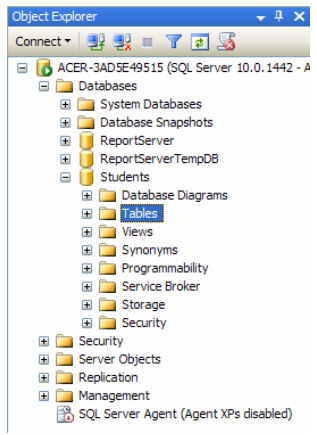 Object Explorer
Connect
ACER-3AD5E49515 (SQL Server 10.0.1442 - A
Databases
System Databases
Database Snapshots
ReportServer
ReportServerTempDB
Students
Database Diagrams
Tables
Views
Synonyms
Programmability
Service Broker
Storage
Security
Security
Server Objects
Replication
Management
SQL Server Agent (Agent XPs disabled)